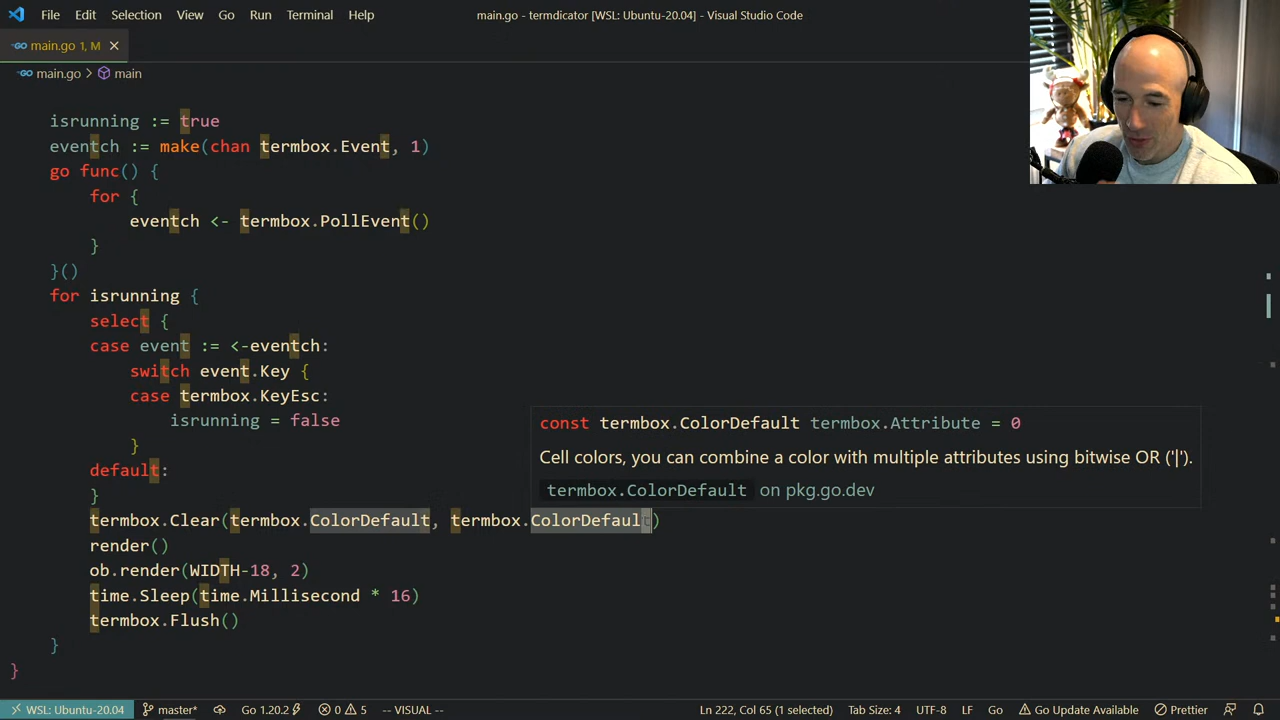 File Edit Selection View Go Run Terminal Help main.go - termdicator [WSL: Ubuntu-20.04] - Visual Studio Code
main.go 1, M
main.go > main
isrunning := true
eventch := make(chan termbox.Event, 1)
go func() {
for {
eventch <- termbox.PollEvent()
}
}()
for isrunning {
select {
case event := <-eventch:
switch event.Key {
case termbox.KeyEsc:
isrunning = false
}
default:
}
const termbox.ColorDefault termbox.Attribute = 0
Cell colors, you can combine a color with multiple attributes using bitwise OR ('|').
termbox.ColorDefault on pkg.go.dev
termbox.Clear(termbox.ColorDefault, termbox.ColorDefault)
render()
ob.render(WIDTH-18, 2)
time.Sleep(time.Millisecond * 16)
termbox.Flush()
}
}
WSL: Ubuntu-20.04 master* Go 1.20.2 0 5 -- VISUAL -- Ln 222, Col 65 (1 selected) Tab Size: 4 UTF-8 LF Go Go Update Available Prettier